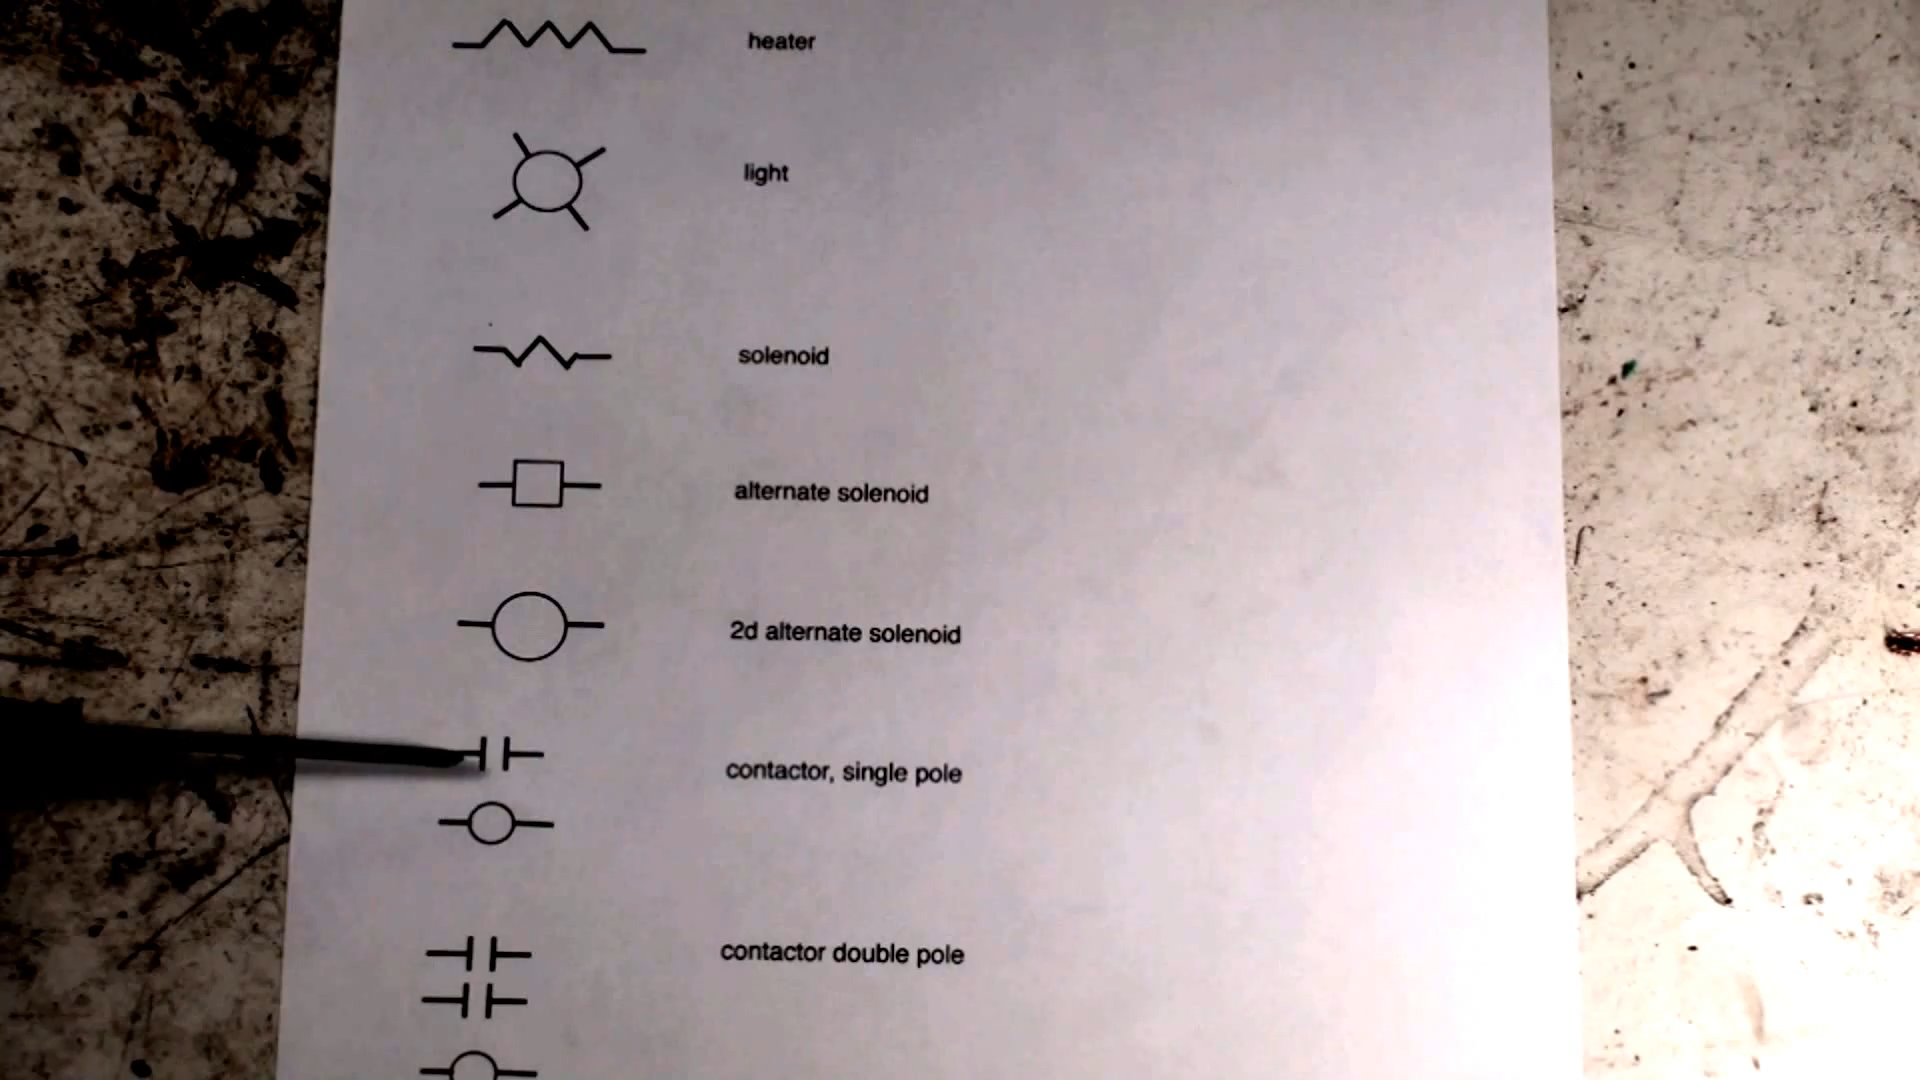 heater
light
solenoid
alternate solenoid
2d alternate solenoid
contactor, single pole
contactor double pole